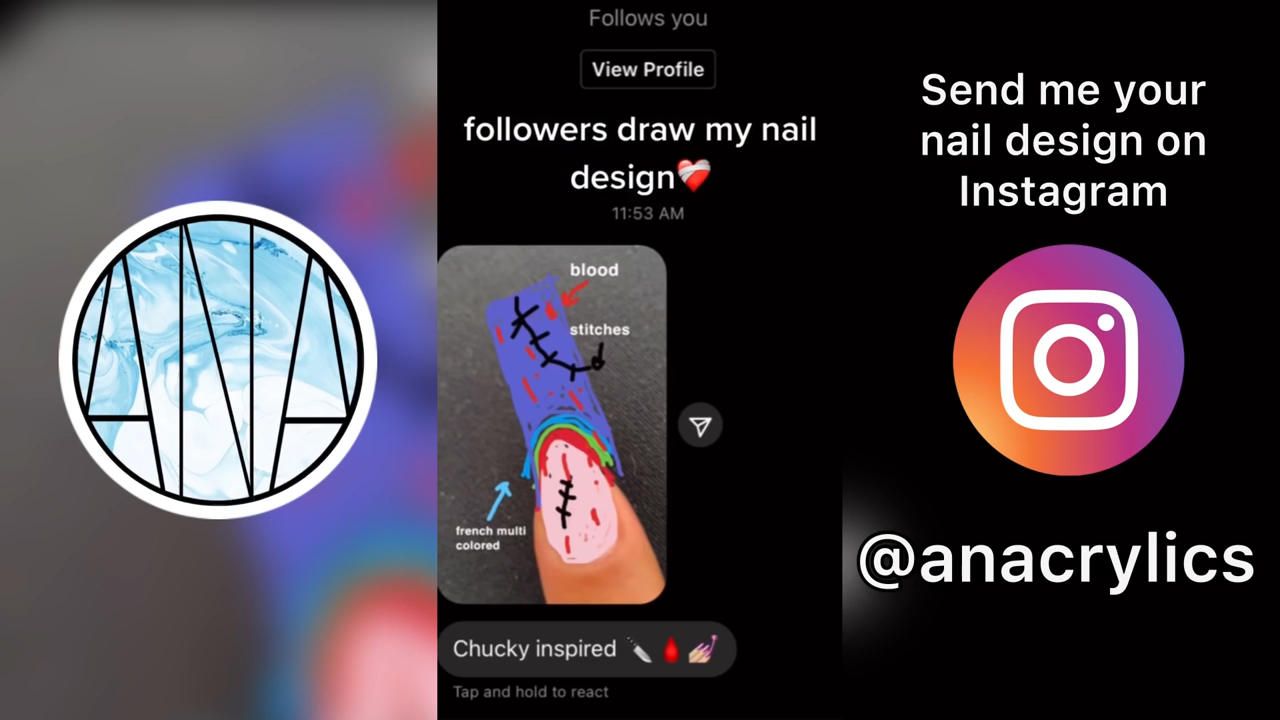 Follows you
View Profile
followers draw my nail
design❤️‍🩹
11:53 AM
blood
stitches
french multi
colored
Chucky inspired 🔪🩸💅🏼
Tap and hold to react
Send me your
nail design on
Instagram
@anacrylics